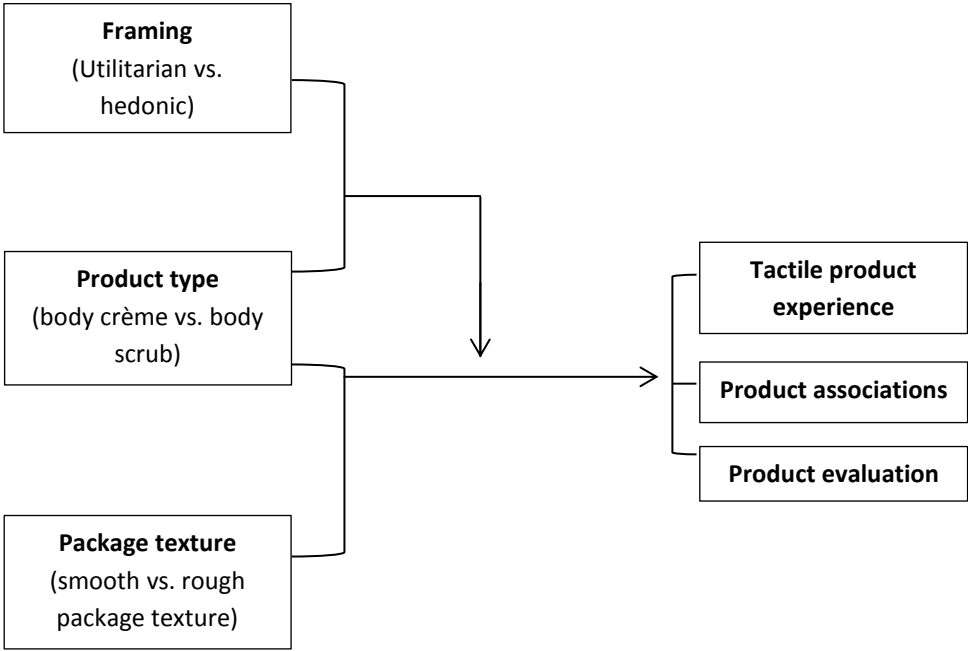 Framing
(Utilitarian vs.
hedonic)
Product type
(body crème vs. body
scrub)
Package texture
(smooth vs. rough
package texture)
Tactile product
experience
Product associations
Product evaluation